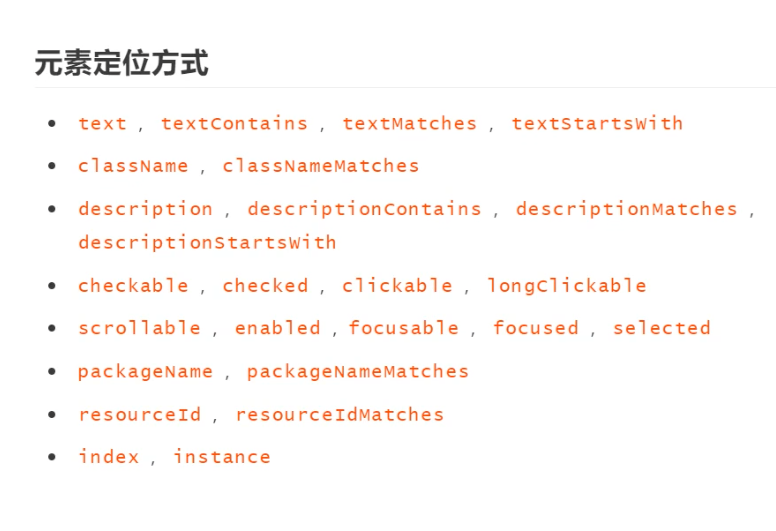 元素定位方式
text , textContains , textMatches , textStartsWith
className , classNameMatches
description , descriptionContains , descriptionMatches ,
descriptionStartsWith
checkable , checked , clickable , longClickable
scrollable , enabled ,focusable , focused , selected
packageName , packageNameMatches
resourceId , resourceIdMatches
index , instance